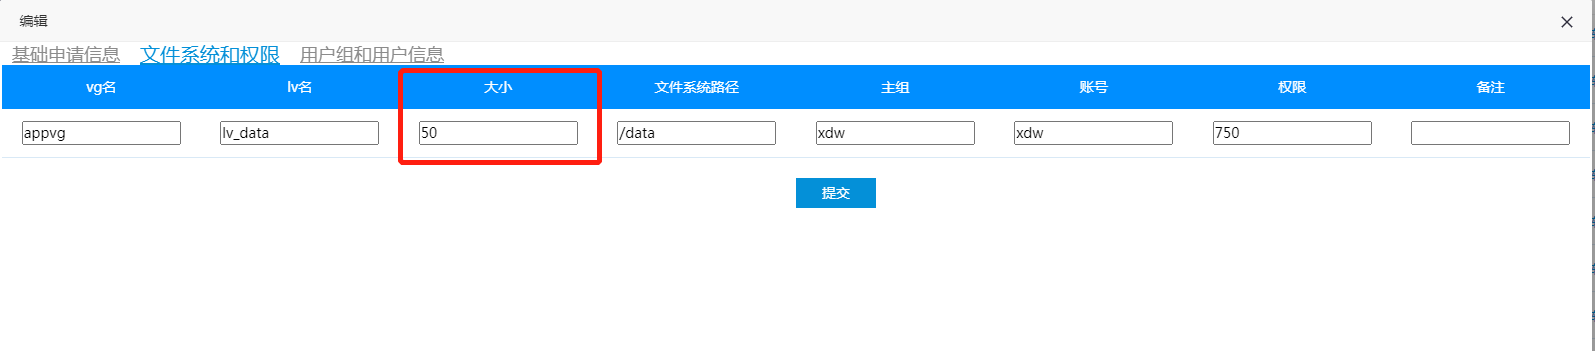 编辑
基础申请信息 文件系统和权限 用户组和用户信息
vg名 lv名 大小 文件系统路径 主组 账号 权限 备注
appvg lv_data 50 /data xdw xdw 750
提交